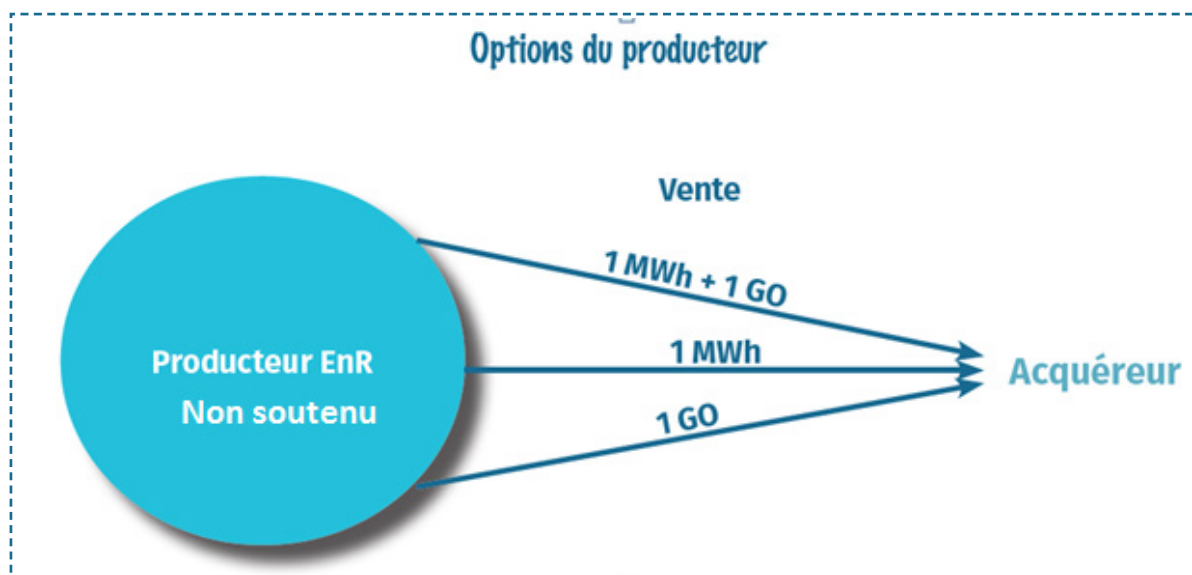 Options du producteur
Vente
1 MWh + 1 GO
1 MWh
1 GO
Producteur EnR
Non soutenu
Acquéreur